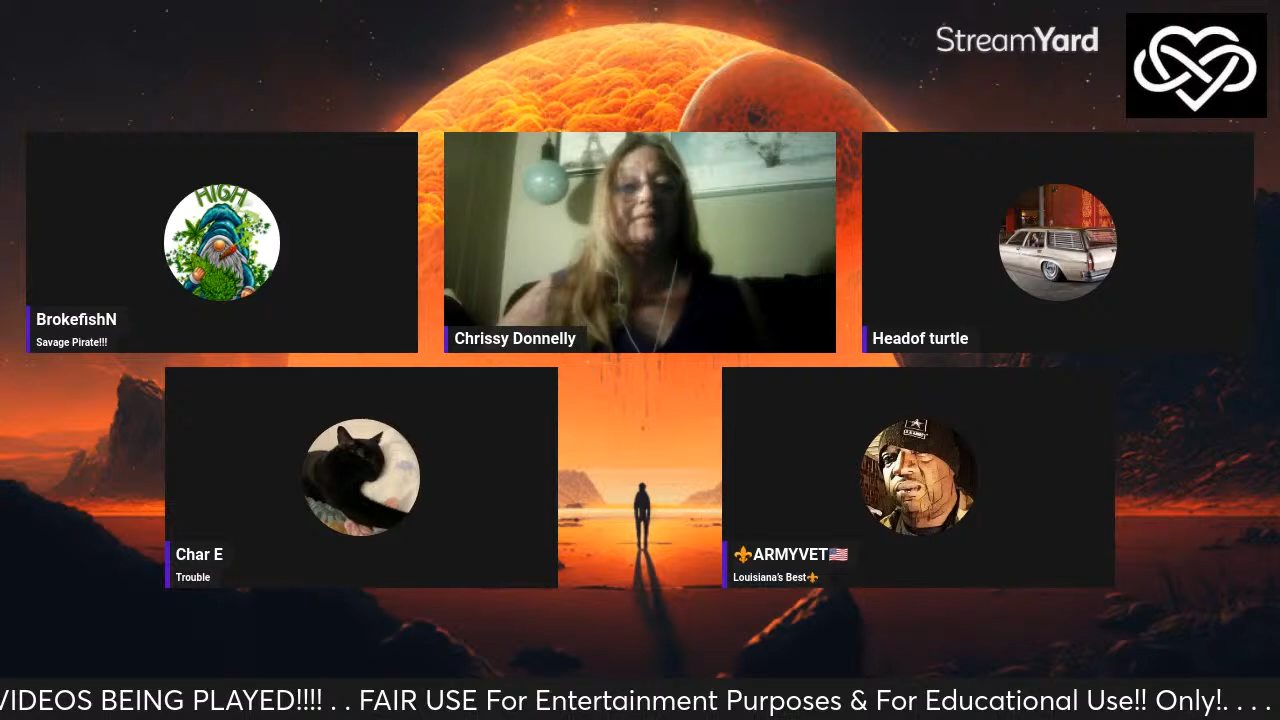 StreamYard
HIGH
BrokefishN
Savage Pirate!!!
Chrissy Donnelly
Headof turtle
Char E
Trouble
⚜ARMYVET🇺🇸
Louisiana's Best⚜
VIDEOS BEING PLAYED!!!! . . FAIR USE For Entertainment Purposes & For Educational Use!! Only!. . . .